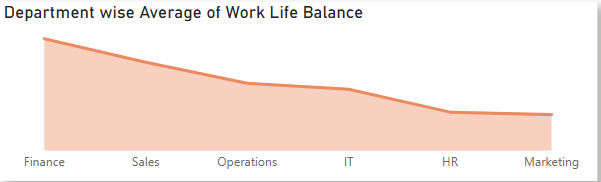 Department wise Average of Work Life Balance
Finance Sales Operations IT HR Marketing